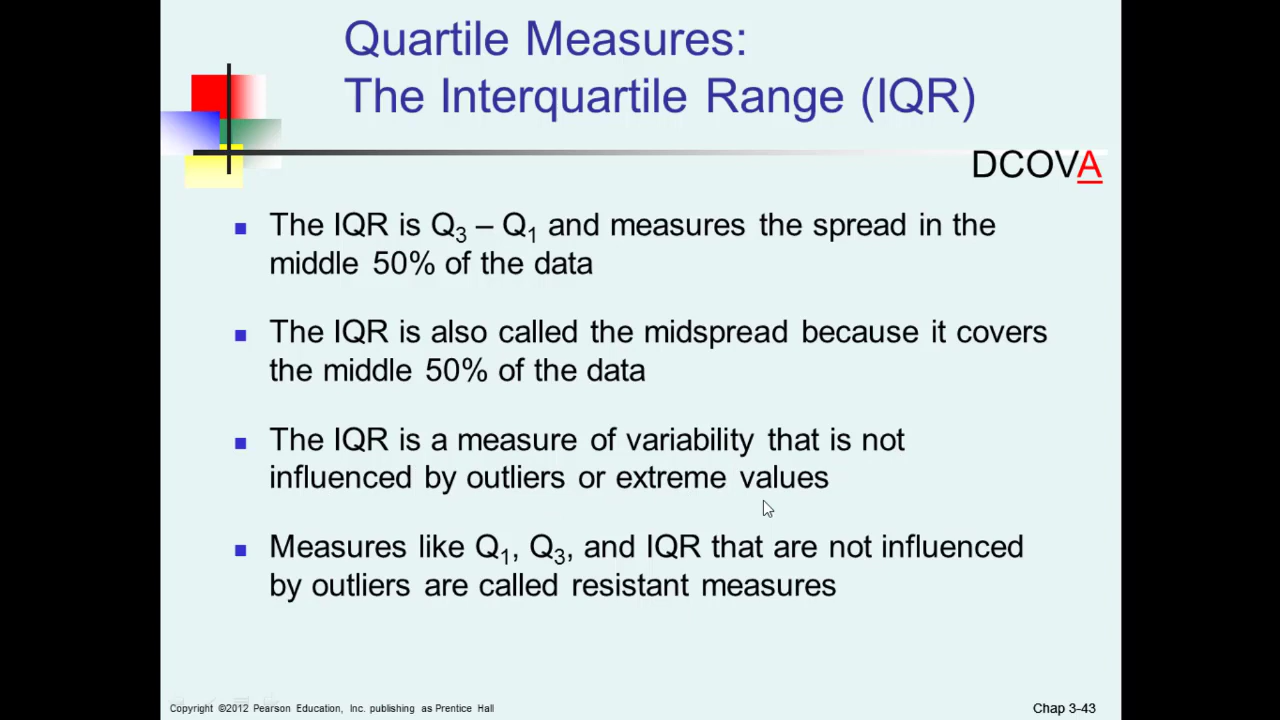 Quartile Measures:
The Interquartile Range (IQR)
DCOVA
The IQR is Q3 – Q1 and measures the spread in the
middle 50% of the data
The IQR is also called the midspread because it covers
the middle 50% of the data
The IQR is a measure of variability that is not
influenced by outliers or extreme values
Measures like Q1, Q3, and IQR that are not influenced
by outliers are called resistant measures
Copyright ©2012 Pearson Education, Inc. publishing as Prentice Hall
Chap 3-43